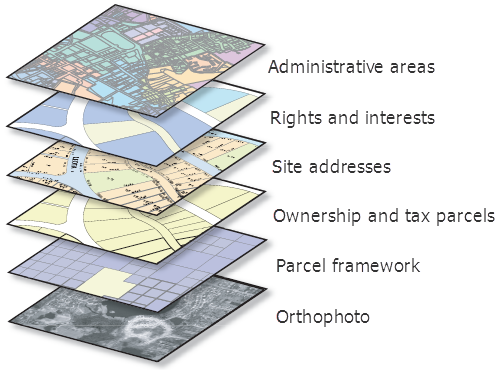 Administrative areas
Rights and interests
Site addresses
Ownership and tax parcels
Parcel framework
Orthophoto